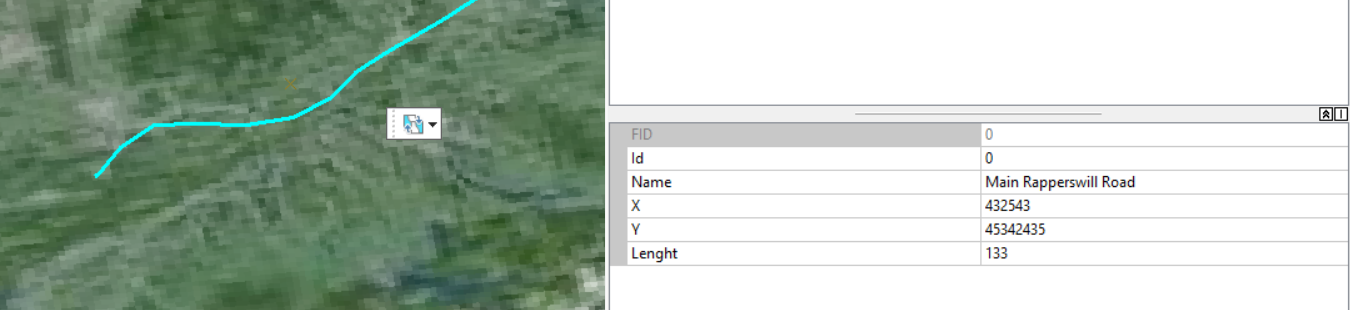 FID 0
Id 0
Name Main Rapperswill Road
X 432543
Y 45342435
Lenght 133